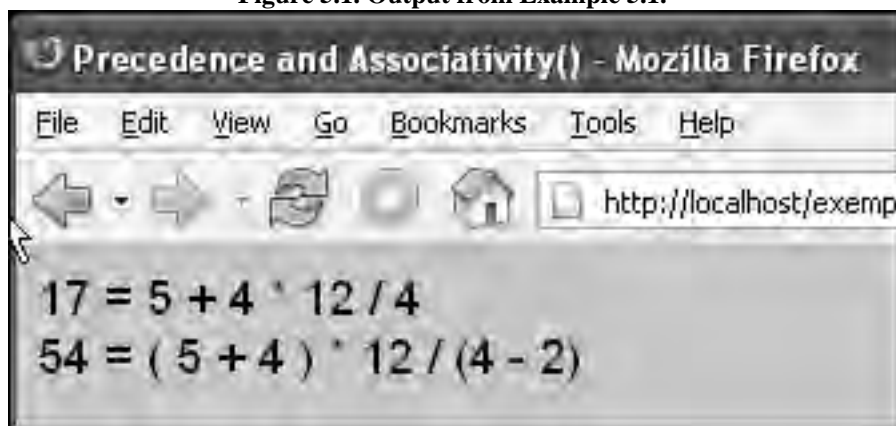 Figure 5.1. Output from Example 5.1.
Precedence and Associativity() - Mozilla Firefox
File Edit View Go Bookmarks Tools Help
http://localhost/exemp
17 = 5 + 4 * 12 / 4
54 = ( 5 + 4 ) * 12 / (4 - 2)